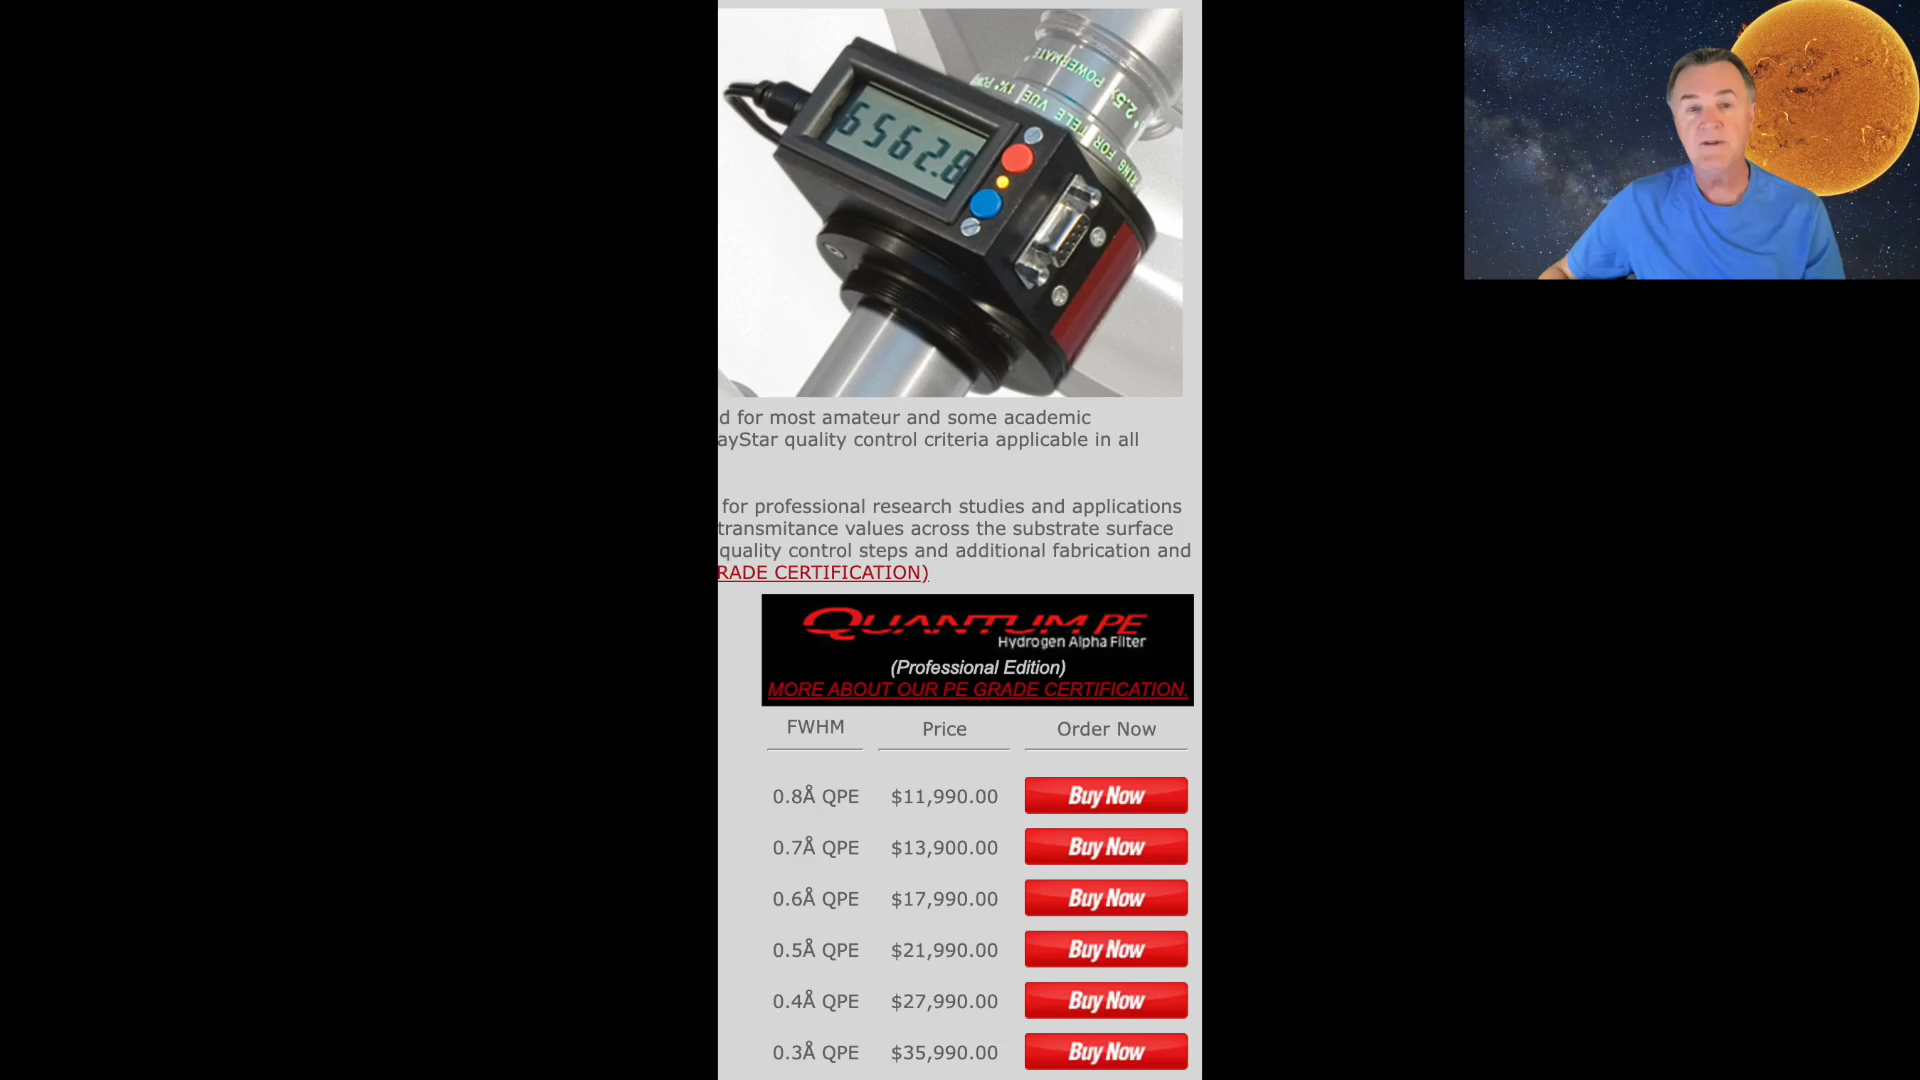 6562.8
2.5x POWERMATE
TELE VUE 1¼"
RING FOR
d for most amateur and some academic
ayStar quality control criteria applicable in all
for professional research studies and applications
transmitance values across the substrate surface
quality control steps and additional fabrication and
RADE CERTIFICATION)
QUANTUM PE
Hydrogen Alpha Filter
(Professional Edition)
MORE ABOUT OUR PE GRADE CERTIFICATION.
FWHM Price Order Now
0.8Å QPE $11,990.00 Buy Now
0.7Å QPE $13,900.00 Buy Now
0.6Å QPE $17,990.00 Buy Now
0.5Å QPE $21,990.00 Buy Now
0.4Å QPE $27,990.00 Buy Now
0.3Å QPE $35,990.00 Buy Now